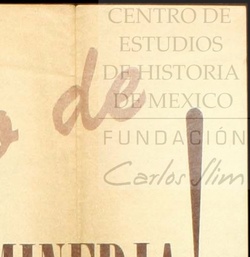 CENTRO DE
ESTUDIOS
DE HISTORIA
DE MEXICO
FUNDACIÓN
Carlos Slim
de
MINERIA!